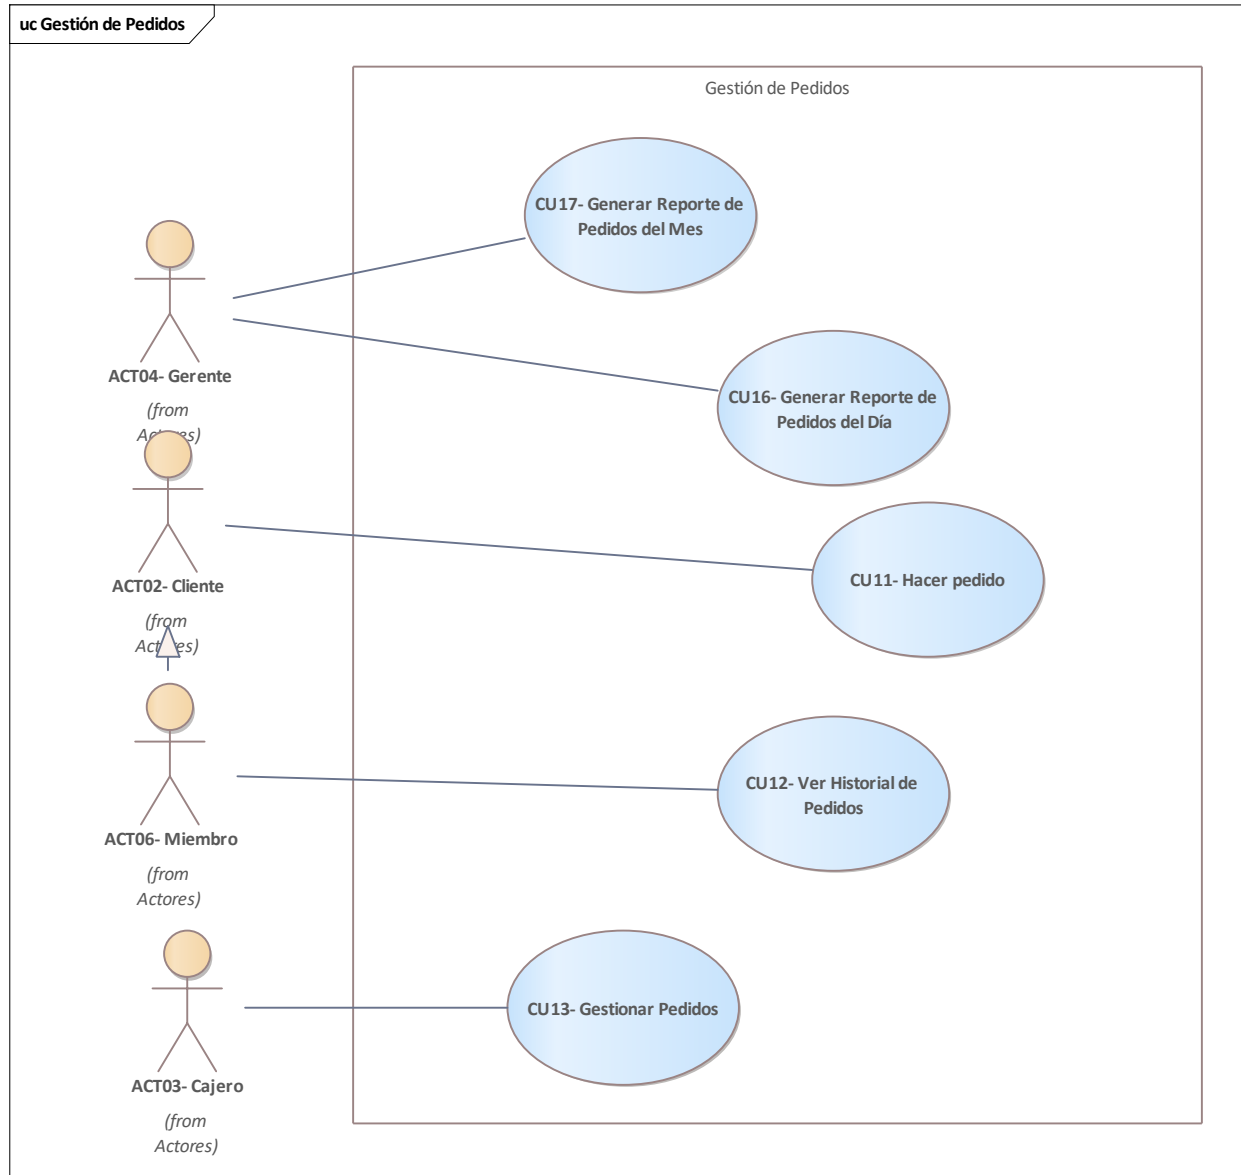 uc Gestión de Pedidos
Gestión de Pedidos
CU17- Generar Reporte de
Pedidos del Mes
ACT04- Gerente
(from
Actores)
CU16- Generar Reporte de
Pedidos del Día
ACT02- Cliente
(from
Actores)
CU11- Hacer pedido
ACT06- Miembro
(from
Actores)
CU12- Ver Historial de
Pedidos
ACT03- Cajero
(from
Actores)
CU13- Gestionar Pedidos